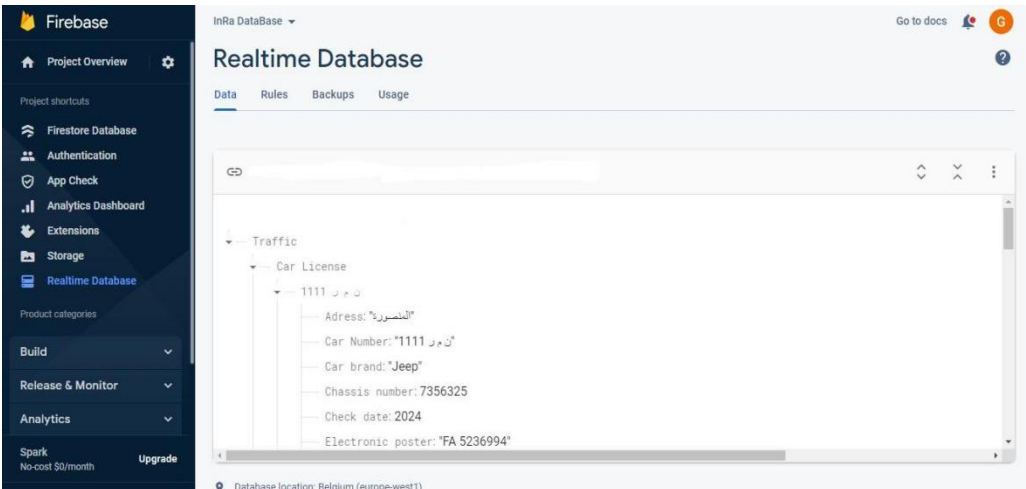 Firebase
Project Overview
Project shortcuts
Firestore Database
Authentication
App Check
Analytics Dashboard
Extensions
Storage
Realtime Database
Product categories
Build
Release & Monitor
Analytics
Spark
No-cost $0/month
Upgrade
InRa DataBase
Go to docs
G
Realtime Database
?
Data Rules Backups Usage
Traffic
Car License
ن م ر 1111
Adress: "المنصورة"
Car Number: "ن م ر 1111"
Car brand: "Jeep"
Chassis number: 7356325
Check date: 2024
Electronic poster: "FA 5236994"
Database location: Belgium (europe-west1)